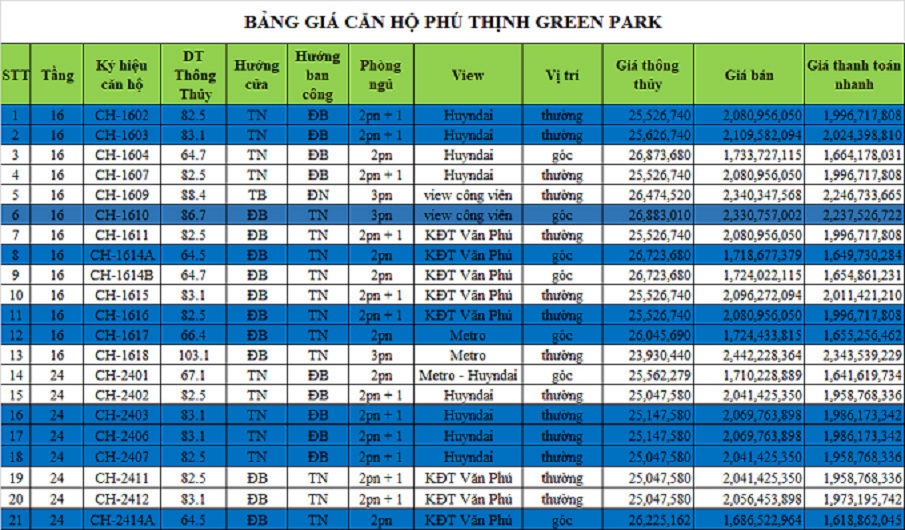 BẢNG GIÁ CĂN HỘ PHÚ THỊNH GREEN PARK
STT Tầng Ký hiệu căn hộ DT Thông Thủy Hướng cửa Hướng ban công Phòng ngủ View Vị trí Giá thông thủy Giá bán Giá thanh toán nhanh
1 16 CH-1602 82.5 TN ĐB 2pn + 1 Huyndai thường 25,526,740 2,080,956,050 1,996,717,808
2 16 CH-1603 83.1 TN ĐB 2pn + 1 Huyndai thường 25,626,740 2,109,582,094 2,024,398,810
3 16 CH-1604 64.7 TN ĐB 2pn Huyndai góc 26,873,680 1,733,727,115 1,664,178,031
4 16 CH-1607 82.5 TN ĐB 2pn + 1 Huyndai thường 25,526,740 2,080,956,050 1,996,717,808
5 16 CH-1609 88.4 TB ĐN 3pn view công viên thường 26,474,520 2,340,347,568 2,246,733,665
6 16 CH-1610 86.7 ĐB TN 3pn view công viên góc 26,883,010 2,330,757,002 2,237,526,722
7 16 CH-1611 82.5 ĐB TN 2pn + 1 KĐT Văn Phú thường 25,526,740 2,080,956,050 1,996,717,808
8 16 CH-1614A 64.5 ĐB TN 2pn KĐT Văn Phú góc 26,723,680 1,718,677,379 1,649,730,284
9 16 CH-1614B 64.7 ĐB TN 2pn KĐT Văn Phú góc 26,723,680 1,724,022,115 1,654,861,231
10 16 CH-1615 83.1 ĐB TN 2pn + 1 KĐT Văn Phú thường 25,526,740 2,096,272,094 2,011,421,210
11 16 CH-1616 82.5 ĐB TN 2pn + 1 KĐT Văn Phú thường 25,526,740 2,080,956,050 1,996,717,808
12 16 CH-1617 66.4 ĐB TN 2pn Metro góc 26,045,690 1,724,433,815 1,655,256,462
13 16 CH-1618 103.1 ĐB TN 3pn Metro thường 23,930,440 2,442,228,364 2,343,539,229
14 24 CH-2401 67.1 TN ĐB 2pn Metro - Huyndai góc 25,562,279 1,710,228,889 1,641,619,734
15 24 CH-2402 82.5 TN ĐB 2pn + 1 Huyndai thường 25,047,580 2,041,425,350 1,958,768,336
16 24 CH-2403 83.1 TN ĐB 2pn + 1 Huyndai thường 25,147,580 2,069,763,898 1,986,173,342
17 24 CH-2406 83.1 TN ĐB 2pn + 1 Huyndai thường 25,147,580 2,069,763,898 1,986,173,342
18 24 CH-2407 82.5 TN ĐB 2pn + 1 Huyndai thường 25,047,580 2,041,425,350 1,958,768,336
19 24 CH-2411 82.5 ĐB TN 2pn + 1 KĐT Văn Phú thường 25,047,580 2,041,425,350 1,958,768,336
20 24 CH-2412 83.1 ĐB TN 2pn + 1 KĐT Văn Phú thường 25,047,580 2,056,453,898 1,973,195,742
21 24 CH-2414A 64.5 ĐB TN 2pn KĐT Văn Phú góc 26,225,162 1,686,522,964 1,618,862,045